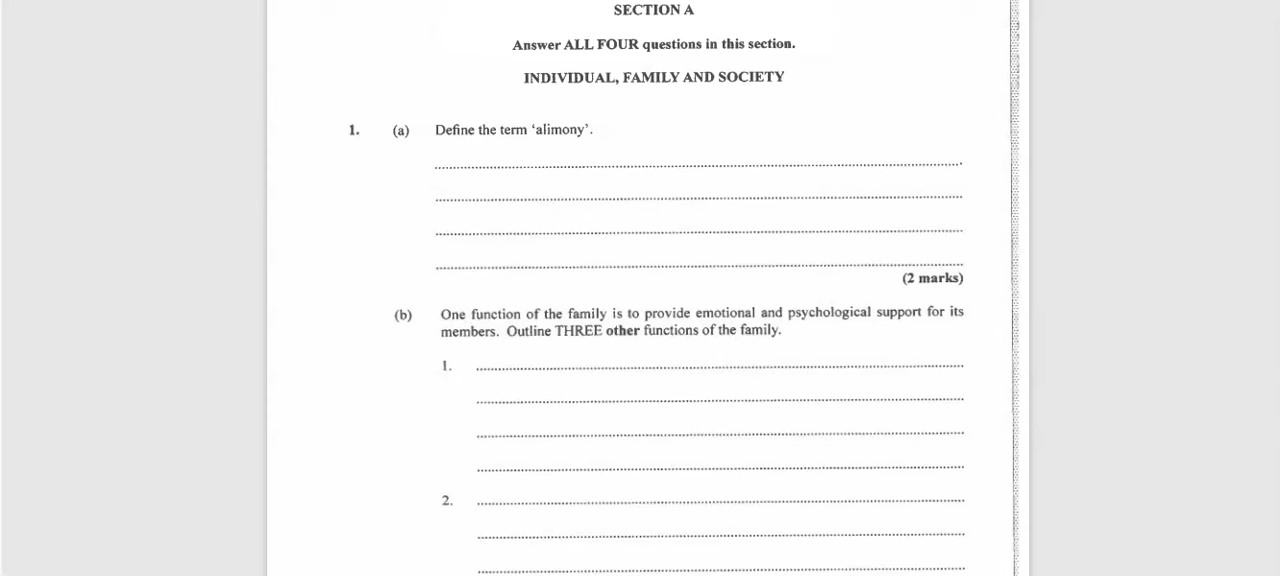 SECTION A
Answer ALL FOUR questions in this section.
INDIVIDUAL, FAMILY AND SOCIETY
1. (a) Define the term ‘alimony’.
(2 marks)
(b) One function of the family is to provide emotional and psychological support for its
members. Outline THREE other functions of the family.
1.
2.